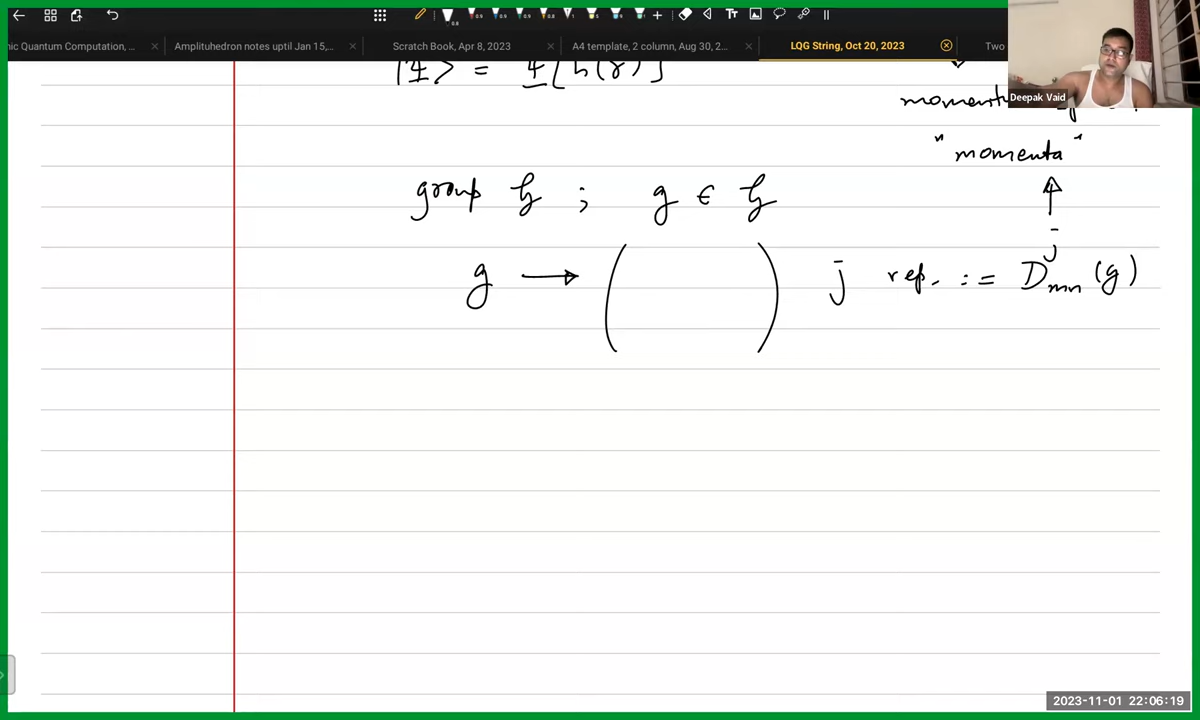 nic Quantum Computation, ...
Amplituhedron notes uptil Jan 15,...
Scratch Book, Apr 8, 2023
A4 template, 2 column, Aug 30, 2...
LQG String, Oct 20, 2023
Two
Deepak Vaid
|Ψ> = Ψ[h(γ)]
"momenta"
↑
group G ; g ∈ G
g → ( ) j rep. := D^j_mn (g)
2023-11-01 22:06:19